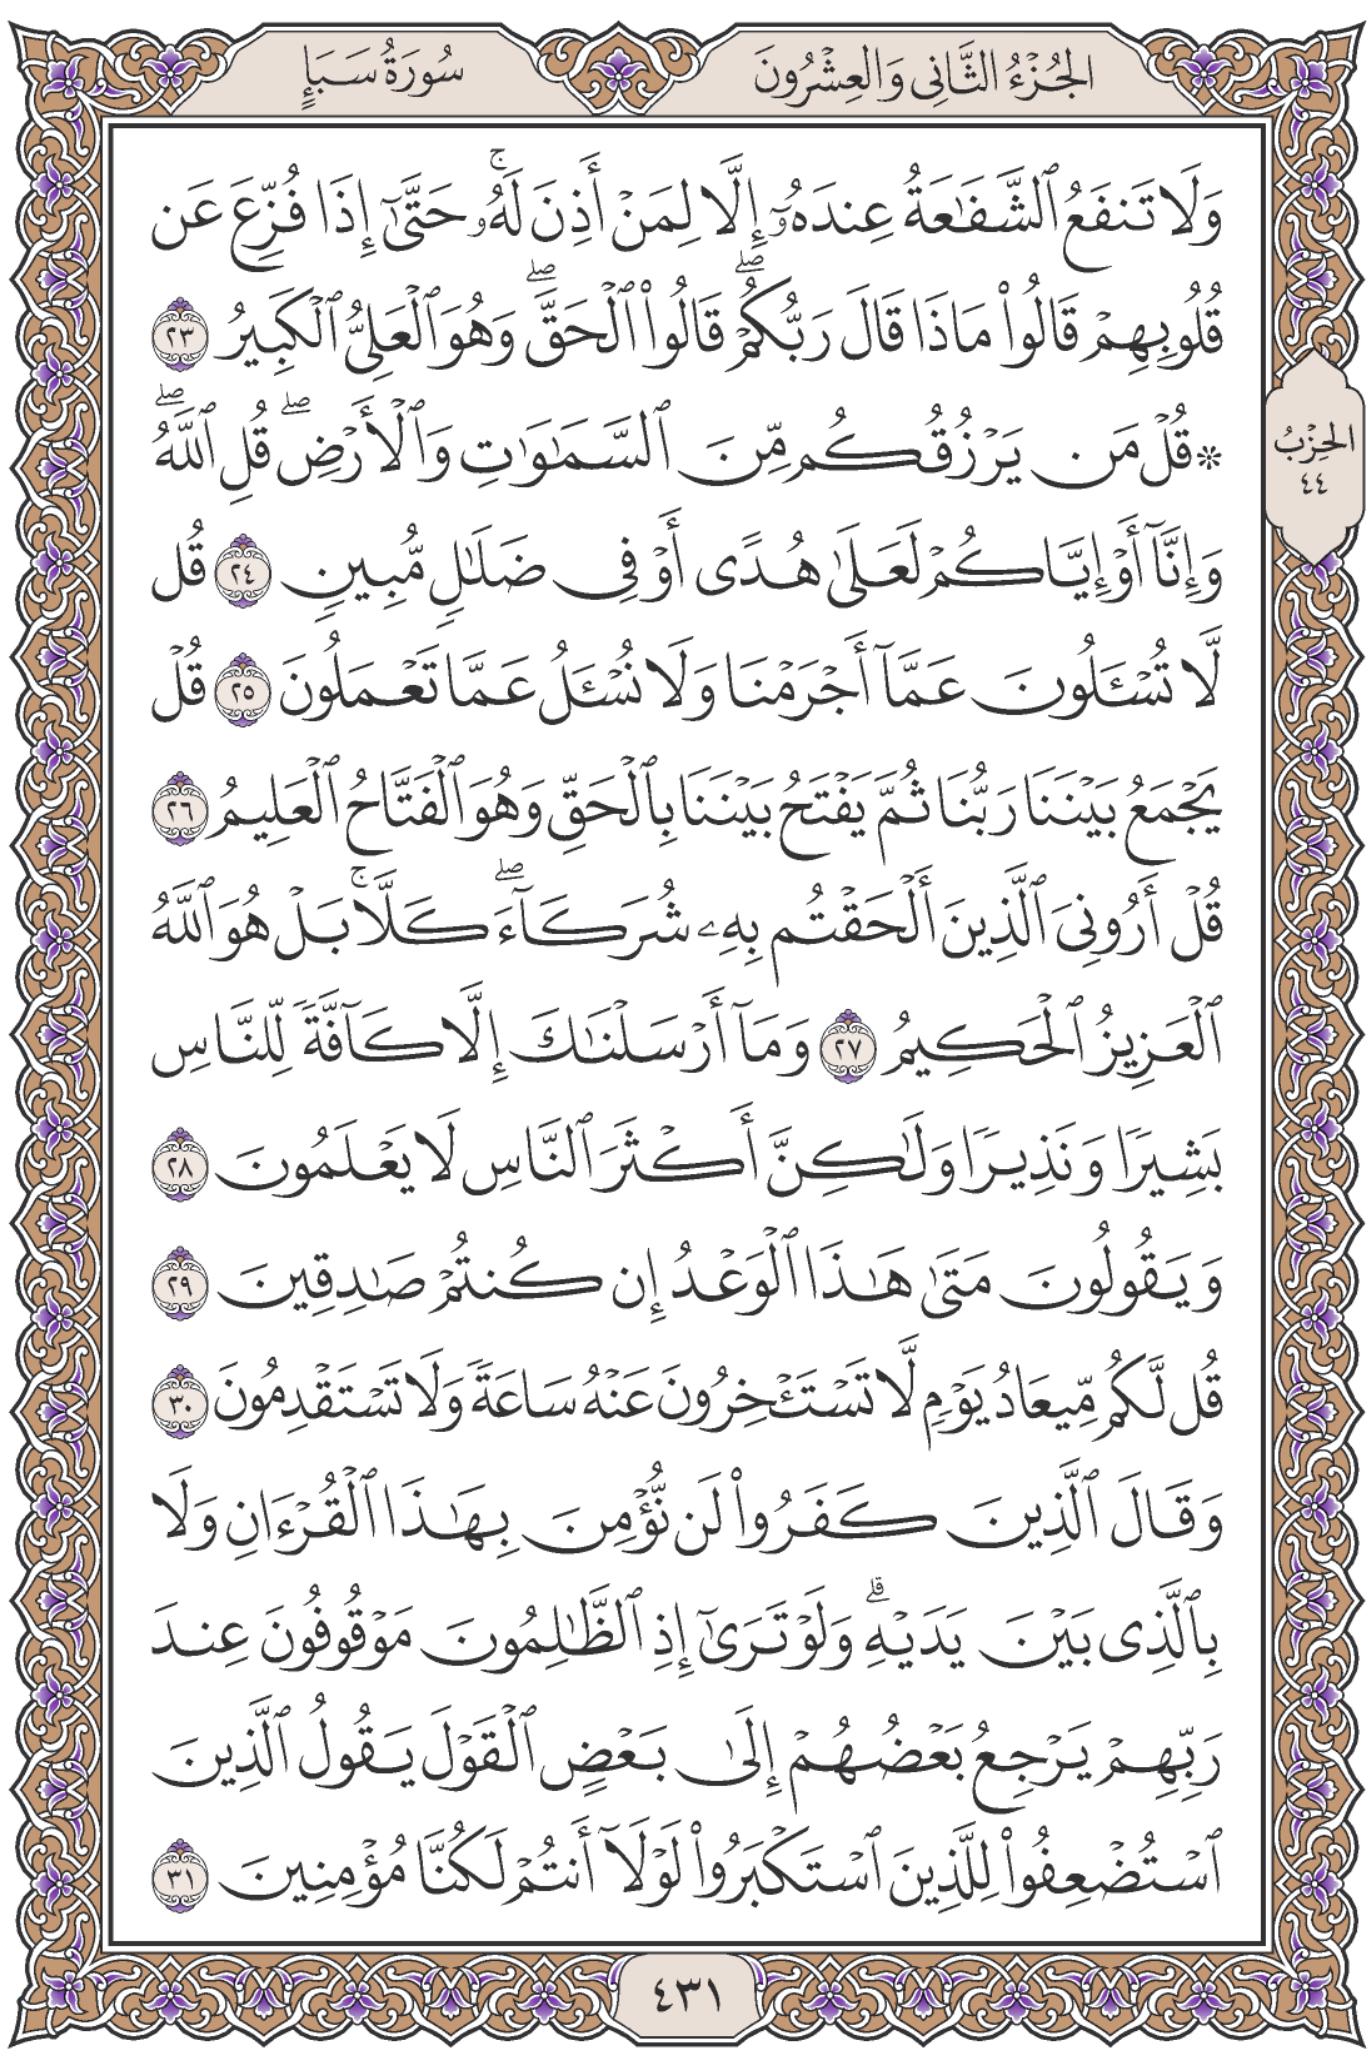 الجُزْءُ الثَّانِى وَالعِشْرُونَ
سُورَةُ سَبَإٍ
وَلَا تَنفَعُ ٱلشَّفَٰعَةُ عِندَهُۥٓ إِلَّا لِمَنْ أَذِنَ لَهُۥۚ حَتَّىٰٓ إِذَا فُزِّعَ عَن
قُلُوبِهِمْ قَالُوا۟ مَاذَا قَالَ رَبُّكُمْۖ قَالُوا۟ ٱلْحَقَّۖ وَهُوَ ٱلْعَلِىُّ ٱلْكَبِيرُ ٢٣
۞ قُلْ مَن يَرْزُقُكُم مِّنَ ٱلسَّمَٰوَٰتِ وَٱلْأَرْضِۖ قُلِ ٱللَّهُۖ
الحِزْبُ
٤٤
وَإِنَّآ أَوْ إِيَّاكُمْ لَعَلَىٰ هُدًى أَوْ فِى ضَلَٰلٍ مُّبِينٍ ٢٤ قُل
لَّا تُسْـَٔلُونَ عَمَّآ أَجْرَمْنَا وَلَا نُسْـَٔلُ عَمَّا تَعْمَلُونَ ٢٥ قُلْ
يَجْمَعُ بَيْنَنَا رَبُّنَا ثُمَّ يَفْتَحُ بَيْنَنَا بِٱلْحَقِّ وَهُوَ ٱلْفَتَّاحُ ٱلْعَلِيمُ ٢٦
قُلْ أَرُونِىَ ٱلَّذِينَ أَلْحَقْتُم بِهِۦ شُرَكَآءَۖ كَلَّاۚ بَلْ هُوَ ٱللَّهُ
ٱلْعَزِيزُ ٱلْحَكِيمُ ٢٧ وَمَآ أَرْسَلْنَٰكَ إِلَّا كَآفَّةً لِّلنَّاسِ
بَشِيرًا وَنَذِيرًا وَلَٰكِنَّ أَكْثَرَ ٱلنَّاسِ لَا يَعْلَمُونَ ٢٨
وَيَقُولُونَ مَتَىٰ هَٰذَا ٱلْوَعْدُ إِن كُنتُمْ صَٰدِقِينَ ٢٩
قُل لَّكُم مِّيعَادُ يَوْمٍ لَّا تَسْتَـْٔخِرُونَ عَنْهُ سَاعَةً وَلَا تَسْتَقْدِمُونَ ٣٠
وَقَالَ ٱلَّذِينَ كَفَرُوا۟ لَن نُّؤْمِنَ بِهَٰذَا ٱلْقُرْءَانِ وَلَا
بِٱلَّذِى بَيْنَ يَدَيْهِۗ وَلَوْ تَرَىٰٓ إِذِ ٱلظَّٰلِمُونَ مَوْقُوفُونَ عِندَ
رَبِّهِمْ يَرْجِعُ بَعْضُهُمْ إِلَىٰ بَعْضٍ ٱلْقَوْلَ يَقُولُ ٱلَّذِينَ
ٱسْتُضْعِفُوا۟ لِلَّذِينَ ٱسْتَكْبَرُوا۟ لَوْلَآ أَنتُمْ لَكُنَّا مُؤْمِنِينَ ٣١
٤٣١